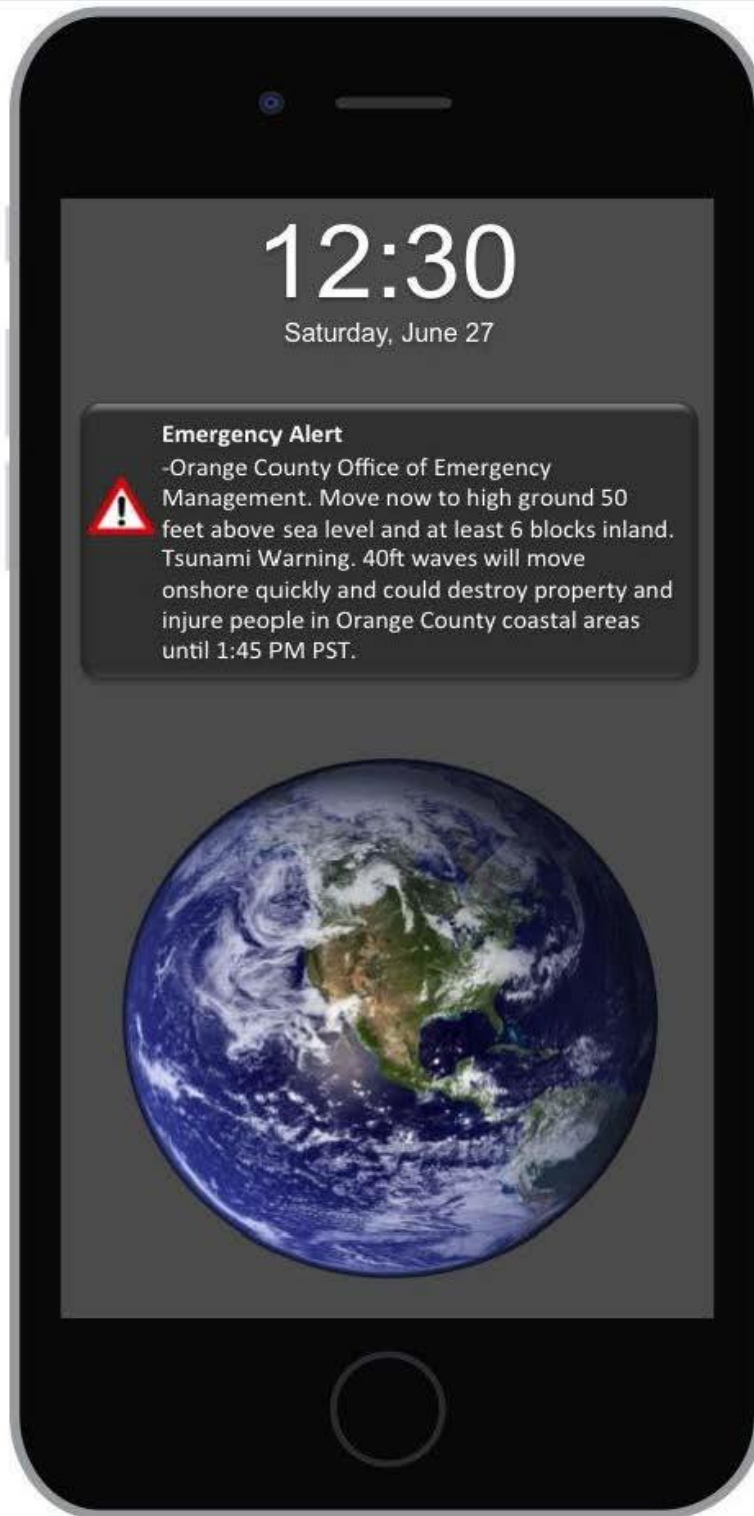 12:30
Saturday, June 27
Emergency Alert
-Orange County Office of Emergency
Management. Move now to high ground 50
feet above sea level and at least 6 blocks inland.
Tsunami Warning. 40ft waves will move
onshore quickly and could destroy property and
injure people in Orange County coastal areas
until 1:45 PM PST.